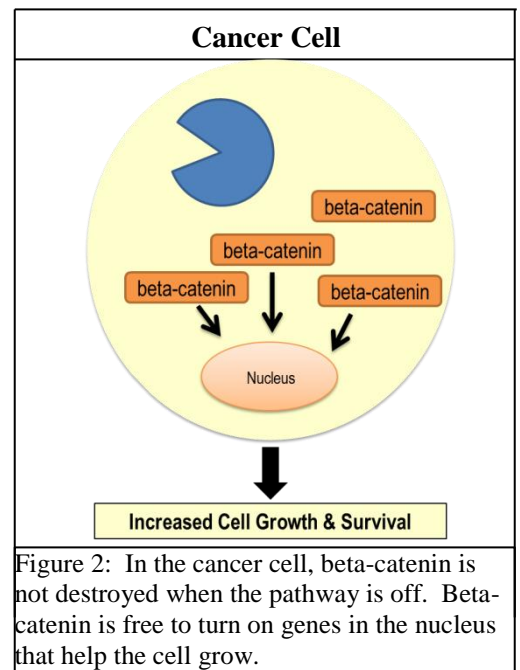 Cancer Cell
beta-catenin
beta-catenin
beta-catenin
beta-catenin
Nucleus
Increased Cell Growth & Survival
Figure 2: In the cancer cell, beta-catenin is
not destroyed when the pathway is off. Beta-
catenin is free to turn on genes in the nucleus
that help the cell grow.